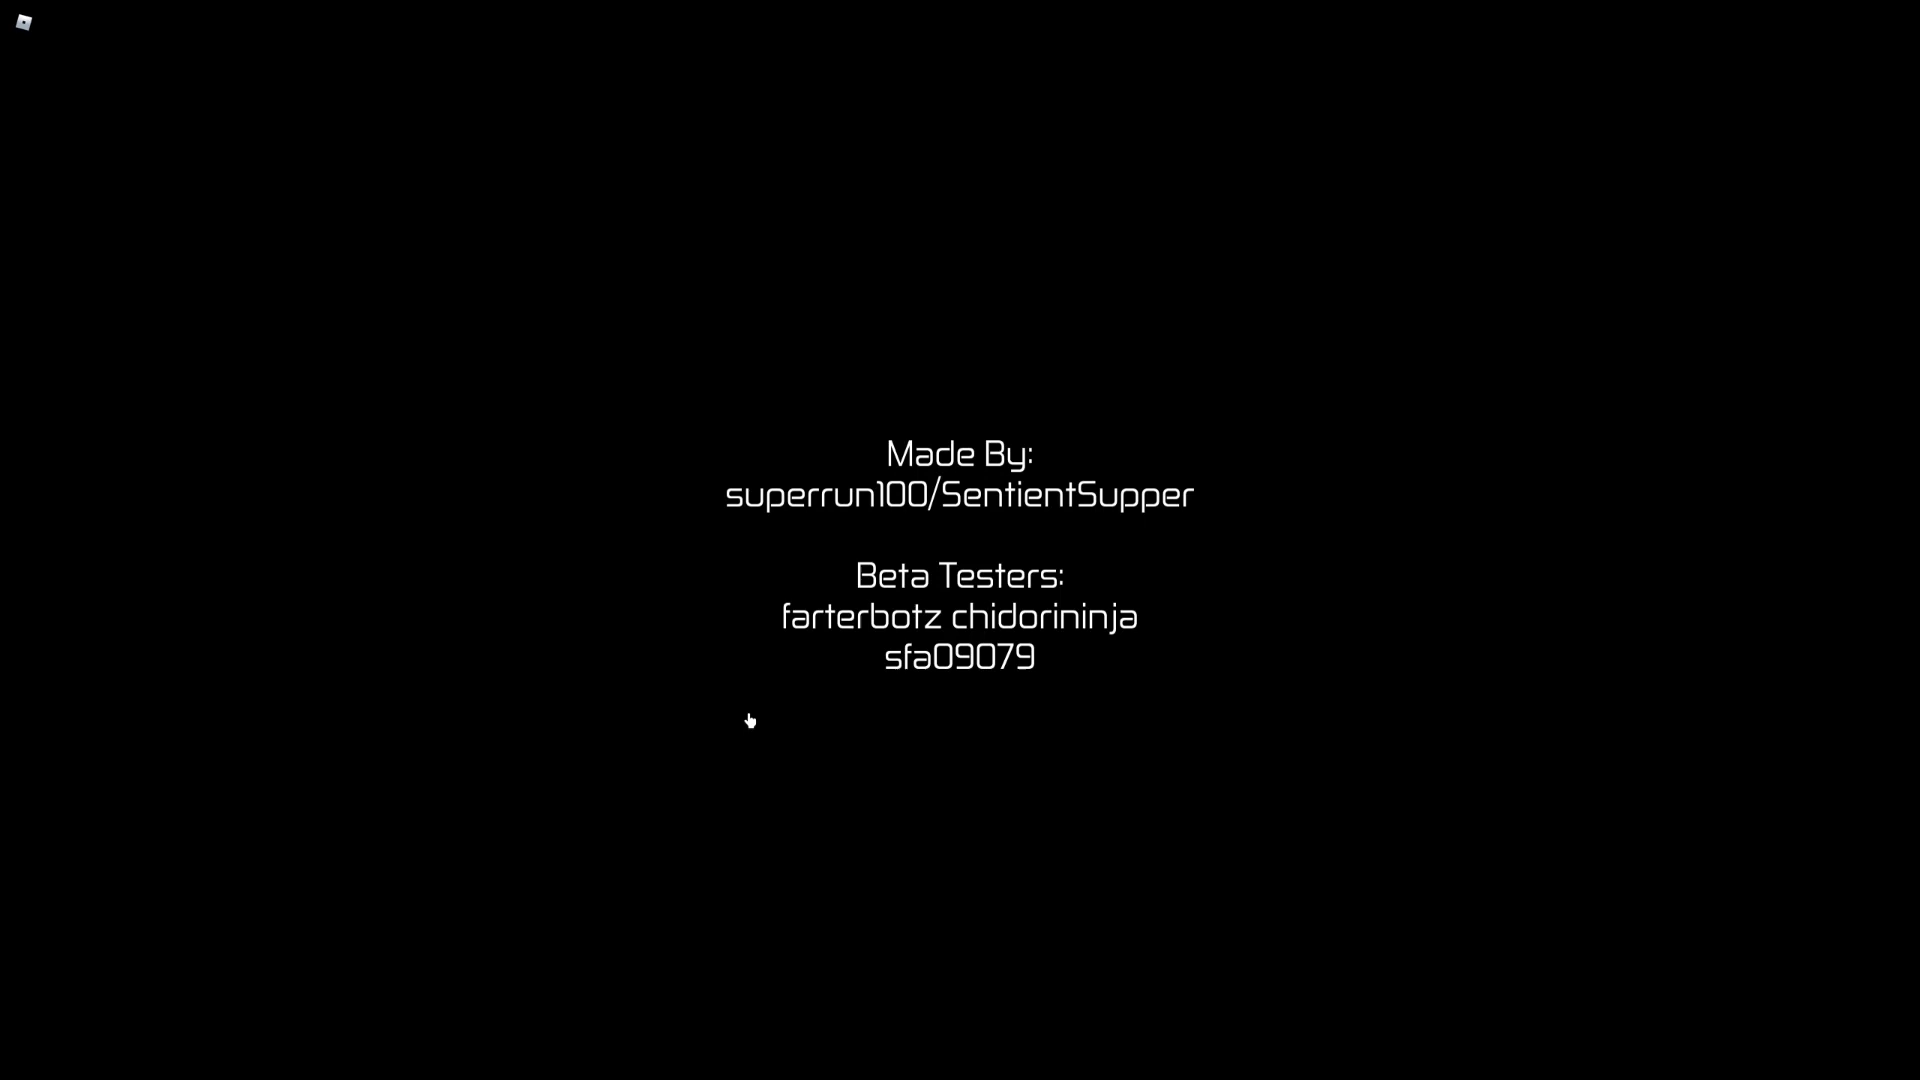 Made By:
superrun100/SentientSupper
Beta Testers:
farterbotz chidorininja
sfa09079